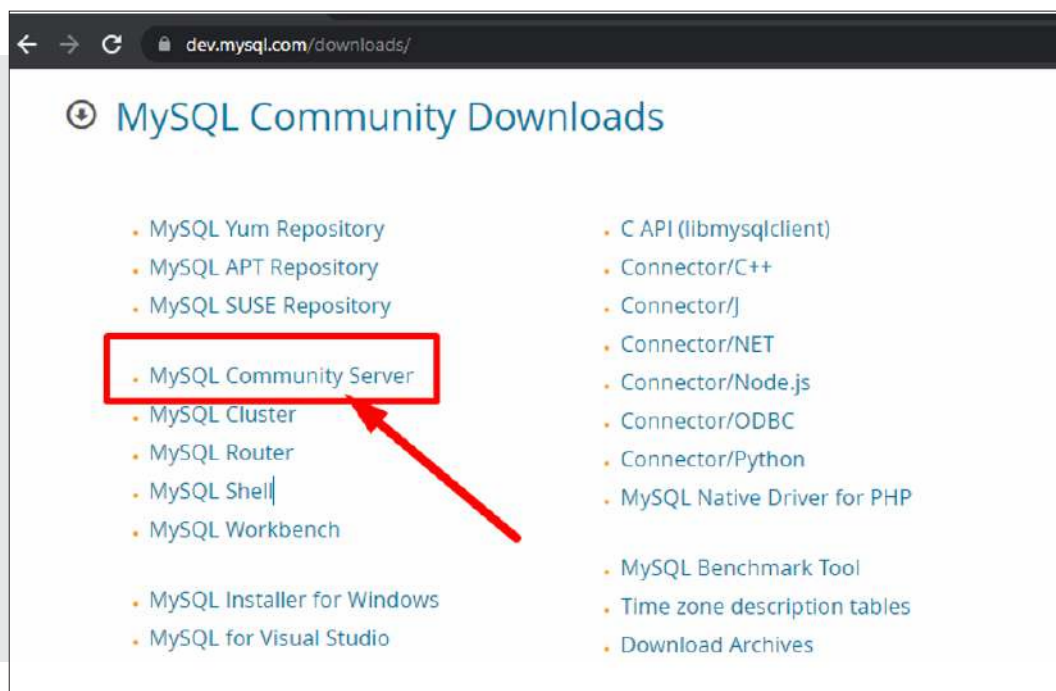 dev.mysql.com/downloads/
MySQL Community Downloads
MySQL Yum Repository
MySQL APT Repository
MySQL SUSE Repository
MySQL Community Server
MySQL Cluster
MySQL Router
MySQL Shell
MySQL Workbench
MySQL Installer for Windows
MySQL for Visual Studio
C API (libmysqlclient)
Connector/C++
Connector/J
Connector/NET
Connector/Node.js
Connector/ODBC
Connector/Python
MySQL Native Driver for PHP
MySQL Benchmark Tool
Time zone description tables
Download Archives